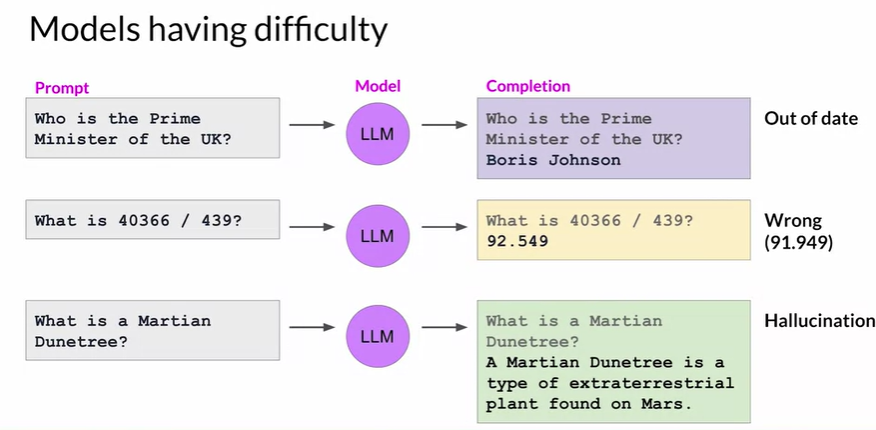 Models having difficulty
Prompt
Model
Completion
Who is the Prime
Minister of the UK?
LLM
Who is the Prime
Minister of the UK?
Boris Johnson
Out of date
What is 40366 / 439?
LLM
What is 40366 / 439?
92.549
Wrong
(91.949)
What is a Martian
Dunetree?
LLM
What is a Martian
Dunetree?
A Martian Dunetree is a
type of extraterrestrial
plant found on Mars.
Hallucination